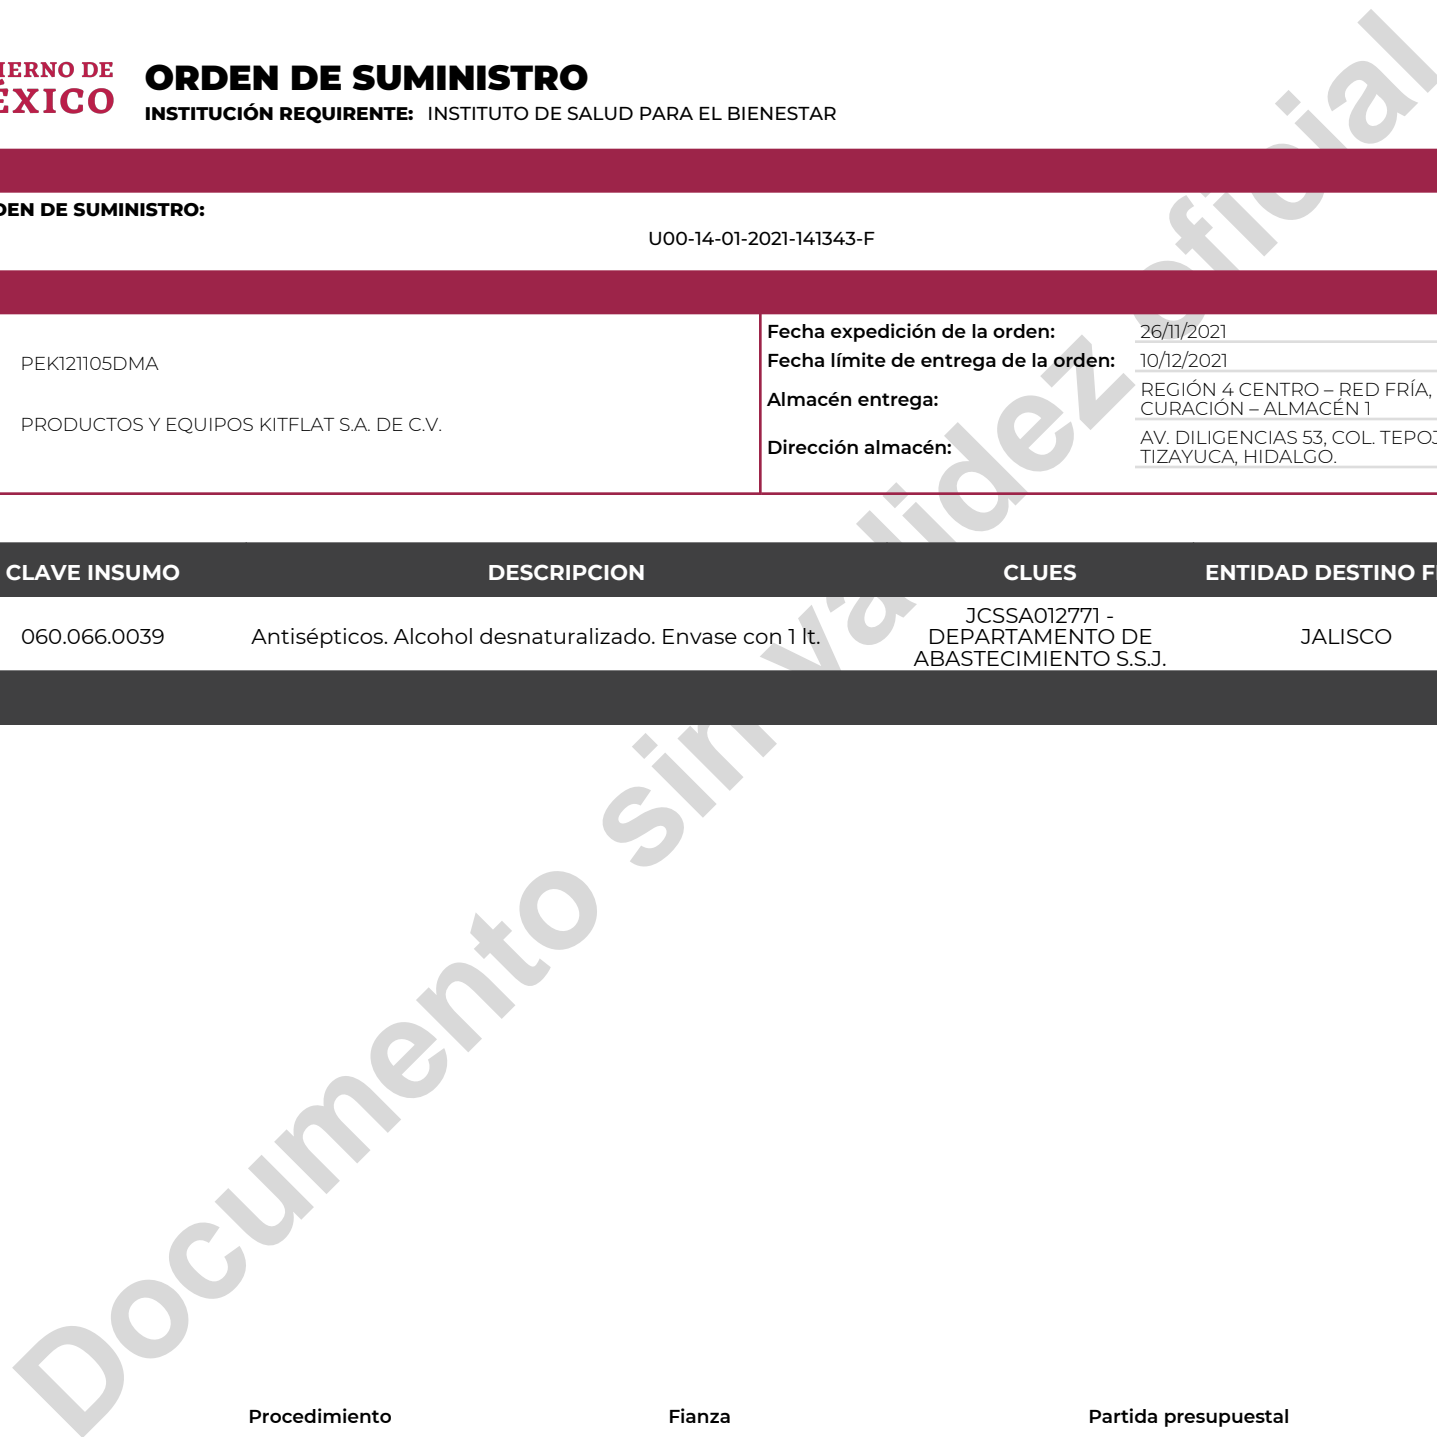 IERNO DE
ÉXICO
ORDEN DE SUMINISTRO
INSTITUCIÓN REQUIRENTE: INSTITUTO DE SALUD PARA EL BIENESTAR
DEN DE SUMINISTRO:
U00-14-01-2021-141343-F
PEK121105DMA
PRODUCTOS Y EQUIPOS KITFLAT S.A. DE C.V.
Fecha expedición de la orden: 26/11/2021
Fecha límite de entrega de la orden: 10/12/2021
Almacén entrega: REGIÓN 4 CENTRO – RED FRÍA,
CURACIÓN – ALMACÉN 1
Dirección almacén: AV. DILIGENCIAS 53, COL. TEPOJ
TIZAYUCA, HIDALGO.
CLAVE INSUMO DESCRIPCION CLUES ENTIDAD DESTINO F
060.066.0039 Antisépticos. Alcohol desnaturalizado. Envase con 1 lt. JCSSA012771 -
DEPARTAMENTO DE
ABASTECIMIENTO S.S.J. JALISCO
Documento sin validez oficial
Procedimiento Fianza Partida presupuestal